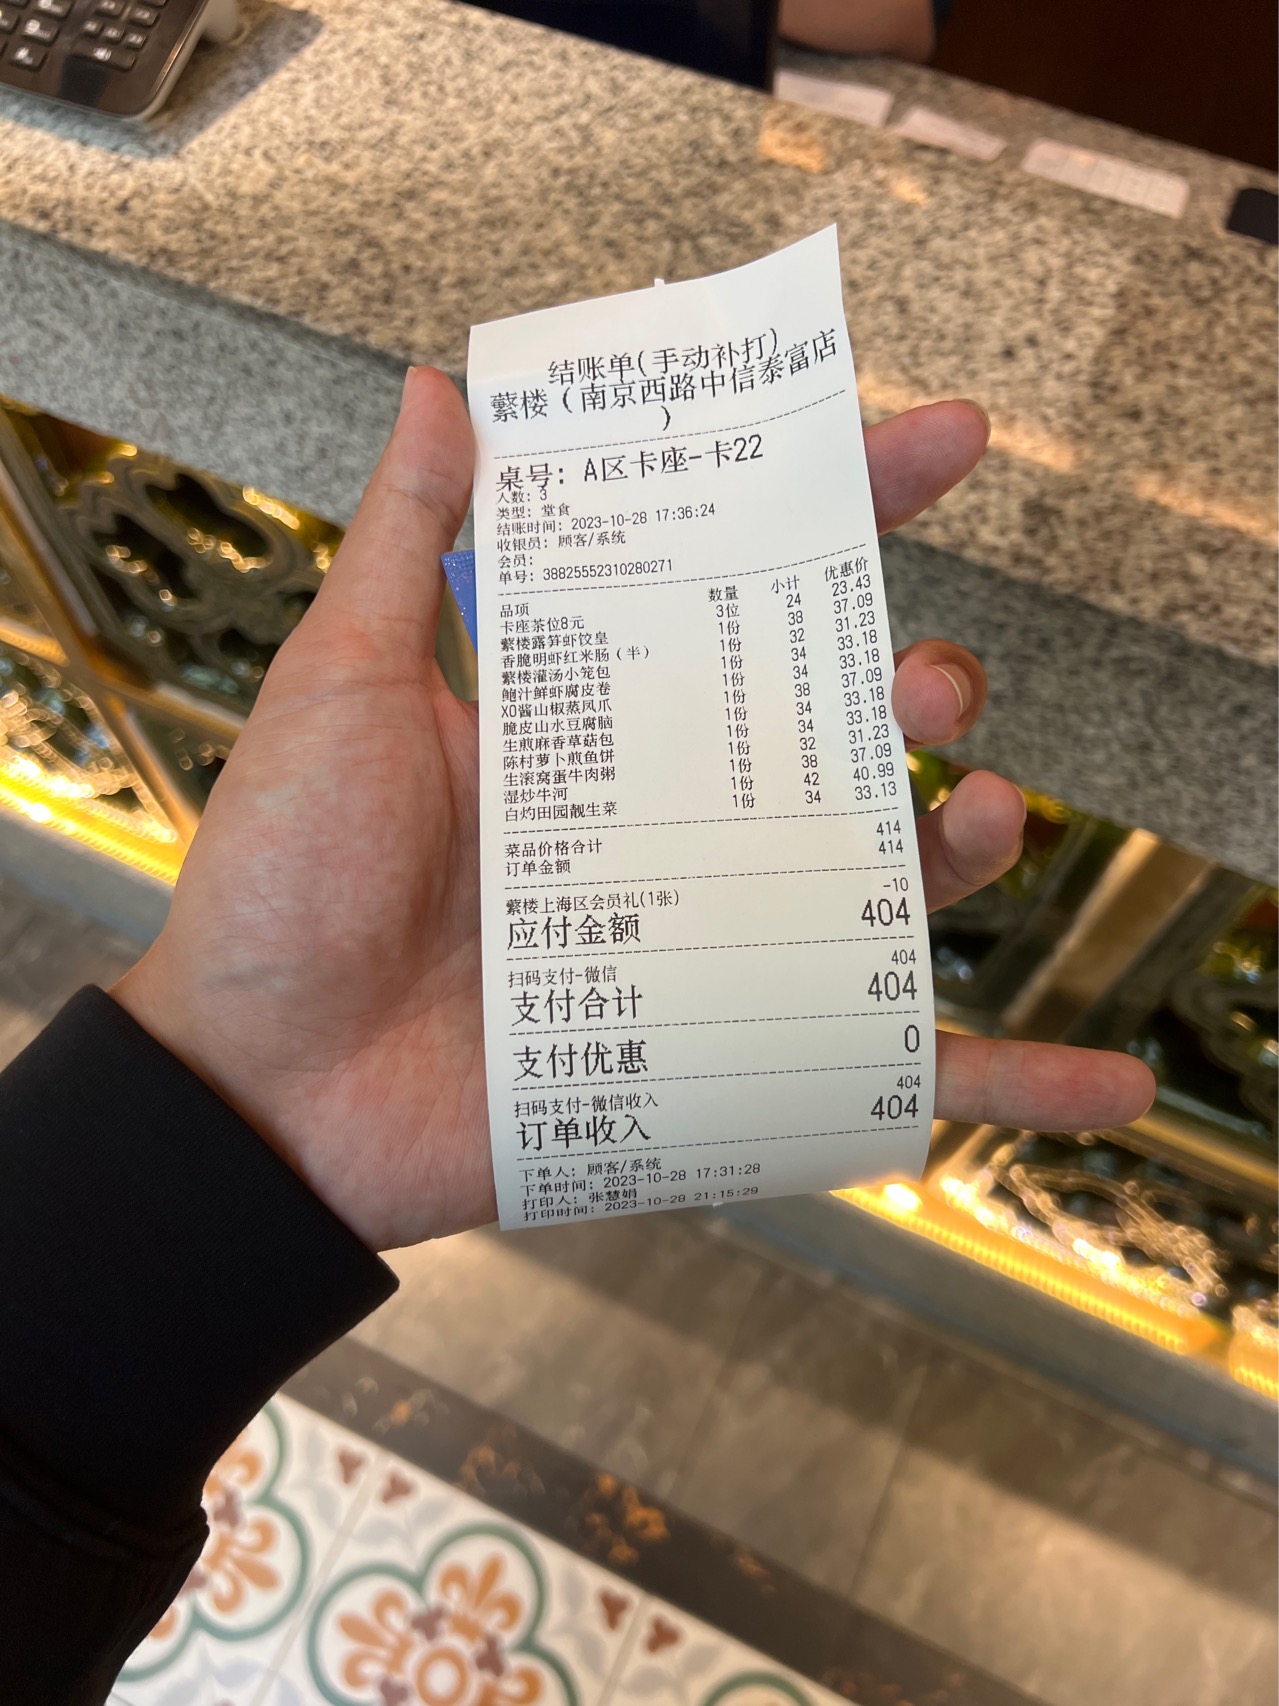 结账单(手动补打)
蘩楼(南京西路中信泰富店
)
桌号: A区卡座-卡22
人数: 3
类型: 堂食
结账时间: 2023-10-28 17:36:24
收银员: 顾客/系统
会员:
单号: 38825552310280271
品项 数量 小计 优惠价
卡座茶位8元 3位 24 23.43
蘩楼露笋虾饺皇 1份 38 37.09
香脆明虾红米肠(半) 1份 32 31.23
蘩楼灌汤小笼包 1份 34 33.18
鲍汁鲜虾腐皮卷 1份 34 33.18
XO酱山椒蒸凤爪 1份 38 37.09
脆皮山水豆腐脑 1份 34 33.18
生煎麻香草菇包 1份 34 33.18
陈村萝卜煎鱼饼 1份 32 31.23
生滚窝蛋牛肉粥 1份 38 37.09
湿炒牛河 1份 42 40.99
白灼田园靓生菜 1份 34 33.13
菜品价格合计 414
订单金额 414
蘩楼上海区会员礼(1张) -10
应付金额 404
扫码支付-微信 404
支付合计 404
支付优惠 0
扫码支付-微信收入 404
订单收入 404
下单人: 顾客/系统
下单时间: 2023-10-28 17:31:28
打印人: 张慧娟
打印时间: 2023-10-28 21:15:29